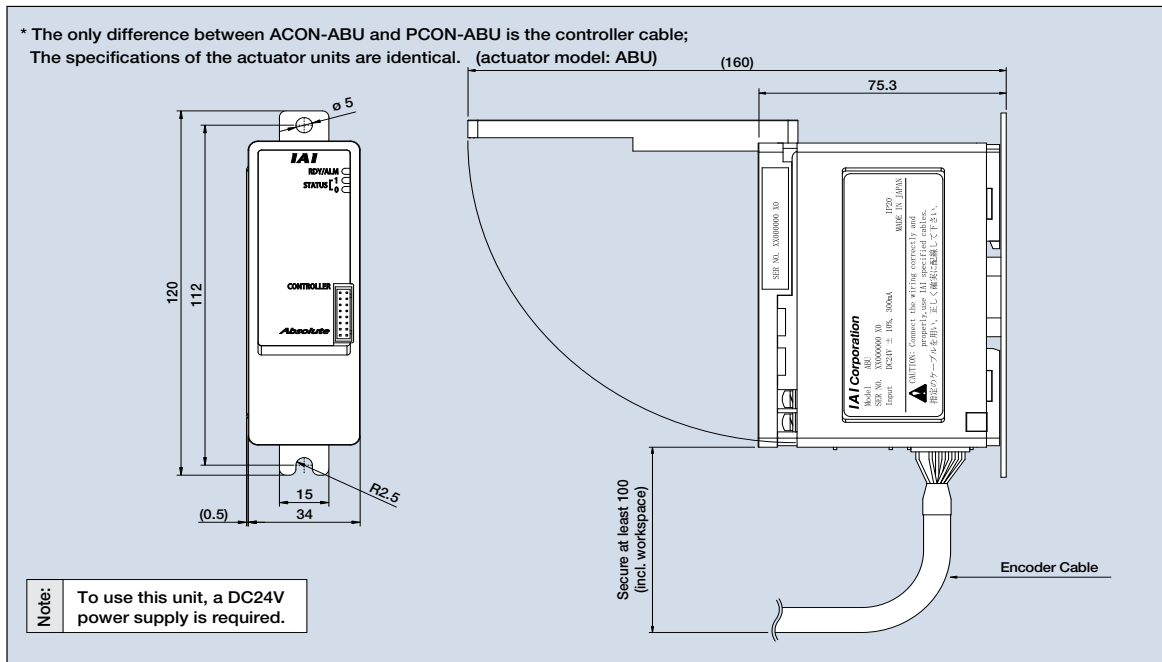 * The only difference between ACON-ABU and PCON-ABU is the controller cable;
The specifications of the actuator units are identical. (actuator model: ABU)
(160)
75.3
ø 5
IAI
RDY/ALM
STATUS 1
0
120
112
CONTROLLER
Absolute
R2.5
15
(0.5)
34
SER NO. XX0000000 X0
IAI Corporation
Model ABU
SER NO. XX0000000 X0
Input DC24V ± 10%, 300mA IP20
MADE IN JAPAN
CAUTION: Connect the wiring correctly and
properly,use IAI specified cables.
指定のケーブルを用い、正しく確実に配線して下さい。
Secure at least 100
(incl. workspace)
Encoder Cable
Note:
To use this unit, a DC24V
power supply is required.